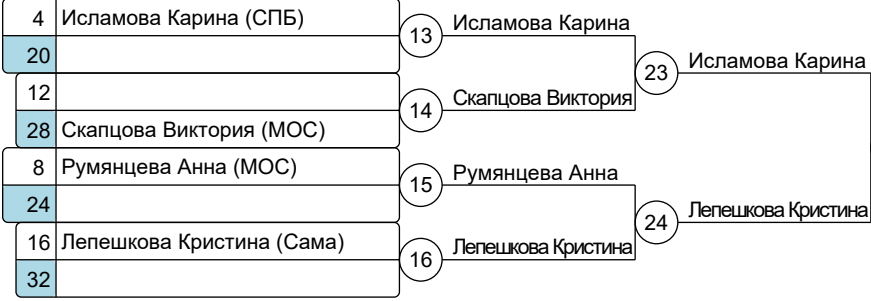 4 Исламова Карина (СПБ)
20
12
28 Скапцова Виктория (МОС)
8 Румянцева Анна (МОС)
24
16 Лепешкова Кристина (Сама)
32
13 Исламова Карина
14 Скапцова Виктория
15 Румянцева Анна
16 Лепешкова Кристина
23 Исламова Карина
24 Лепешкова Кристина